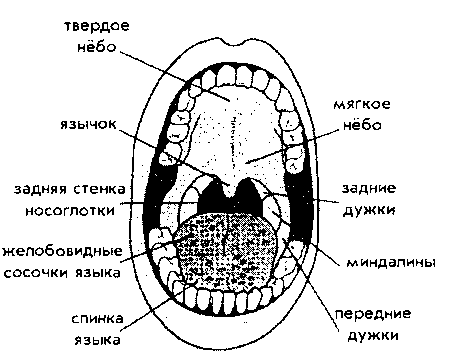 твердое
нёбо
мягкое
нёбо
язычок
задняя стенка
носоглотки
задние
дужки
желобовидные
сосочки языка
миндалины
спинка
языка
передние
дужки